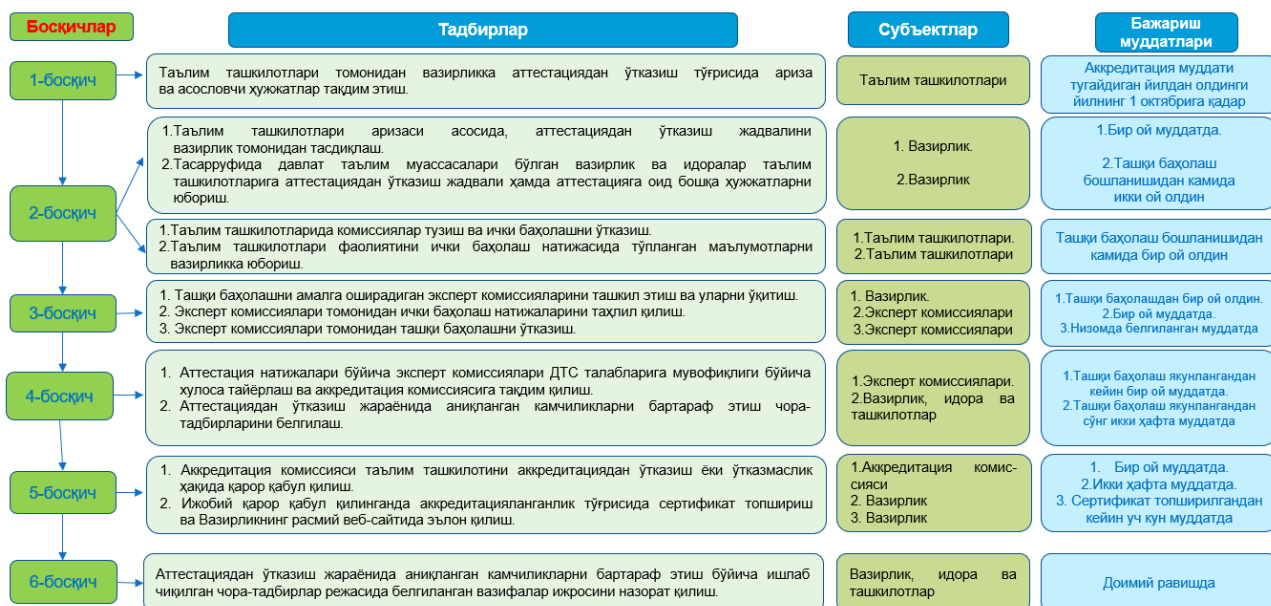 Босқичлар
Тадбирлар
Субъектлар
Бажариш
муддатлари
1-босқич
Таълим ташкилотлари томонидан вазирликка аттестациядан ўтказиш тўғрисида ариза
ва асословчи ҳужжатлар тақдим этиш.
Таълим ташкилотлари
Аккредитация муддати
тугайдиган йилдан олдинги
йилнинг 1 октябрига қадар
2-босқич
1.Таълим ташкилотлари аризаси асосида, аттестациядан ўтказиш жадвалини
вазирлик томонидан тасдиқлаш.
2.Тасарруфида давлат таълим муассасалари бўлган вазирлик ва идоралар таълим
ташкилотларига аттестациядан ўтказиш жадвали ҳамда аттестацияга оид бошқа ҳужжатларни
юбориш.
1. Вазирлик.
2.Вазирлик
1.Бир ой муддатда.
2.Ташқи баҳолаш
бошланишидан камида
икки ой олдин
1.Таълим ташкилотларида комиссиялар тузиш ва ички баҳолашни ўтказиш.
2.Таълим ташкилотлари фаолиятини ички баҳолаш натижасида тўпланган маълумотларни
вазирликка юбориш.
1.Таълим ташкилотлари.
2.Таълим ташкилотлари
Ташқи баҳолаш бошланишидан
камида бир ой олдин
3-босқич
1. Ташқи баҳолашни амалга оширадиган эксперт комиссияларини ташкил этиш ва уларни ўқитиш.
2. Эксперт комиссиялари томонидан ички баҳолаш натижаларини таҳлил қилиш.
3. Эксперт комиссиялари томонидан ташқи баҳолашни ўтказиш.
1. Вазирлик.
2.Эксперт комиссиялари
3.Эксперт комиссиялари
1.Ташқи баҳолашдан бир ой олдин.
2.Бир ой муддатда.
3.Низомда белгиланган муддатда
4-босқич
1. Аттестация натижалари бўйича эксперт комиссиялари ДТС талабларига мувофиқлиги бўйича
хулоса тайёрлаш ва аккредитация комиссиясига тақдим қилиш.
2. Аттестациядан ўтказиш жараёнида аниқланган камчиликларни бартараф этиш чора-
тадбирларини белгилаш.
1.Эксперт комиссиялари.
2.Вазирлик, идора ва
ташкилотлар
1.Ташқи баҳолаш якунлангандан
кейин бир ой муддатда.
2.Ташқи баҳолаш якунлангандан
сўнг икки ҳафта муддатда
5-босқич
1. Аккредитация комиссияси таълим ташкилотини аккредитациядан ўтказиш ёки ўтказмаслик
ҳақида қарор қабул қилиш.
2. Ижобий қарор қабул қилинганда аккредитацияланганлик тўғрисида сертификат топшириш
ва Вазирликнинг расмий веб-сайтида эълон қилиш.
1.Аккредитация комис-
сияси
2. Вазирлик
3. Вазирлик
1. Бир ой муддатда.
2.Икки ҳафта муддатда.
3. Сертификат топширилгандан
кейин уч кун муддатда
6-босқич
Аттестациядан ўтказиш жараёнида аниқланган камчиликларни бартараф этиш бўйича ишлаб
чиқилган чора-тадбирлар режасида белгиланган вазифалар ижросини назорат қилиш.
Вазирлик, идора ва
ташкилотлар
Доимий равишда